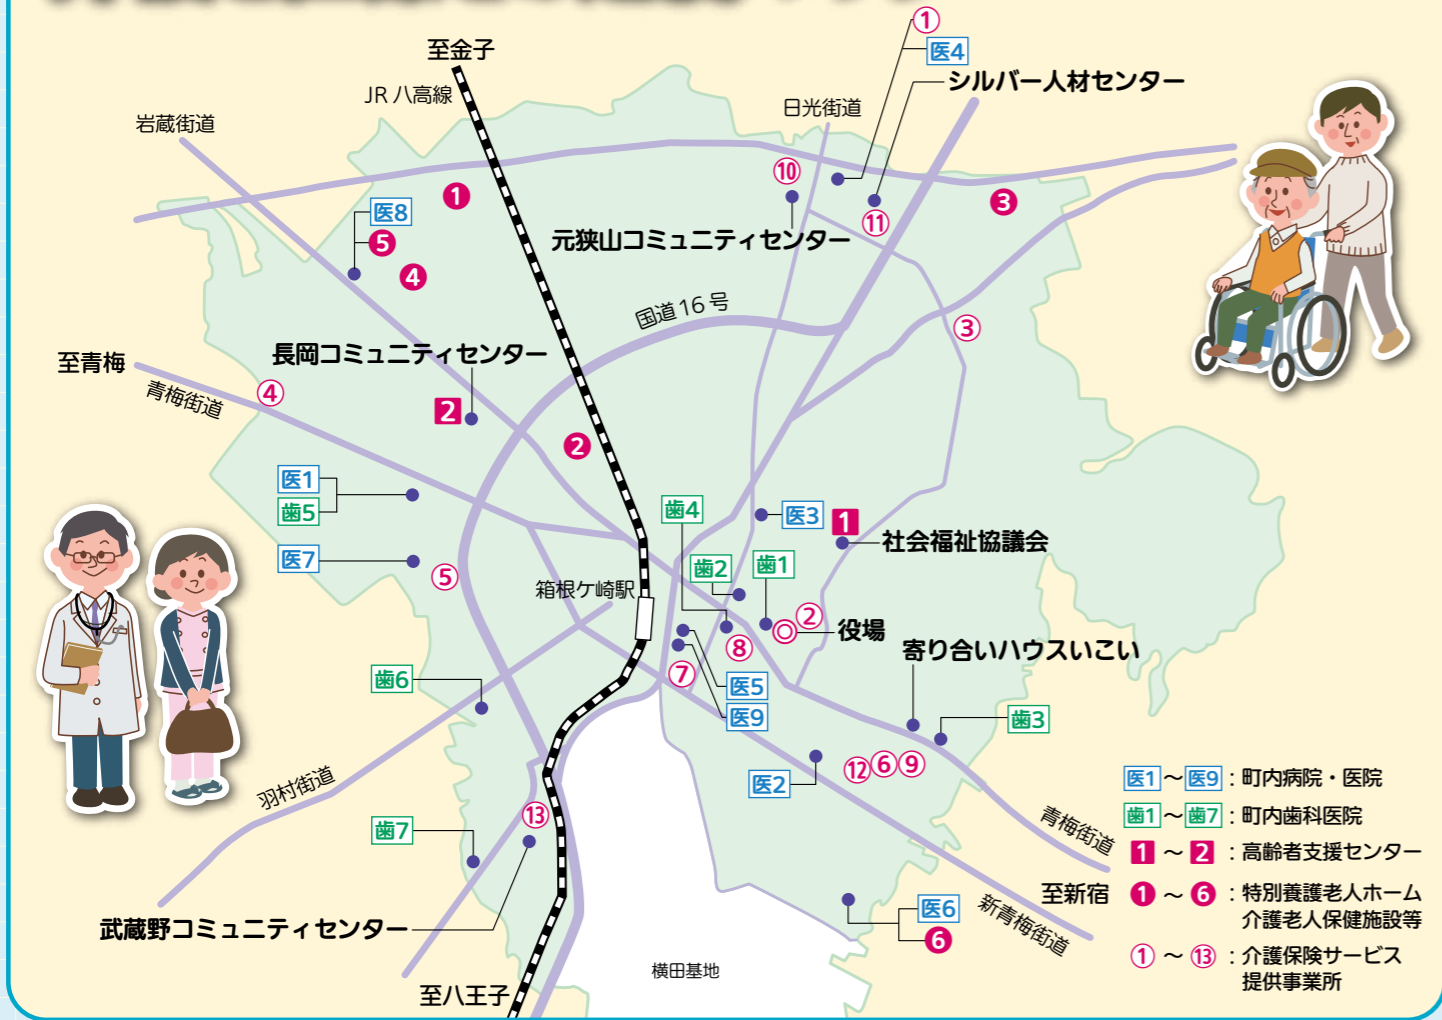 至金子
JR 八高線
岩蔵街道
日光街道
①
医4
シルバー人材センター
⑩
⑪
❶
❸
医8
❺
❹
元狭山コミュニティセンター
国道16号
③
至青梅
青梅街道
④
長岡コミュニティセンター
2
❷
医1
歯5
医7
⑤
歯4
医3
1
社会福祉協議会
歯2
歯1
箱根ケ崎駅
②
◎
役場
⑧
⑦
寄り合いハウスいこい
医5
医9
歯6
歯3
医2
⑫⑥⑨
羽村街道
歯7
⑬
武蔵野コミュニティセンター
青梅街道
至新宿
新青梅街道
医6
❻
横田基地
至八王子
医1～医9：町内病院・医院
歯1～歯7：町内歯科医院
1～2：高齢者支援センター
❶～❻：特別養護老人ホーム
介護老人保健施設等
①～⑬：介護保険サービス
提供事業所